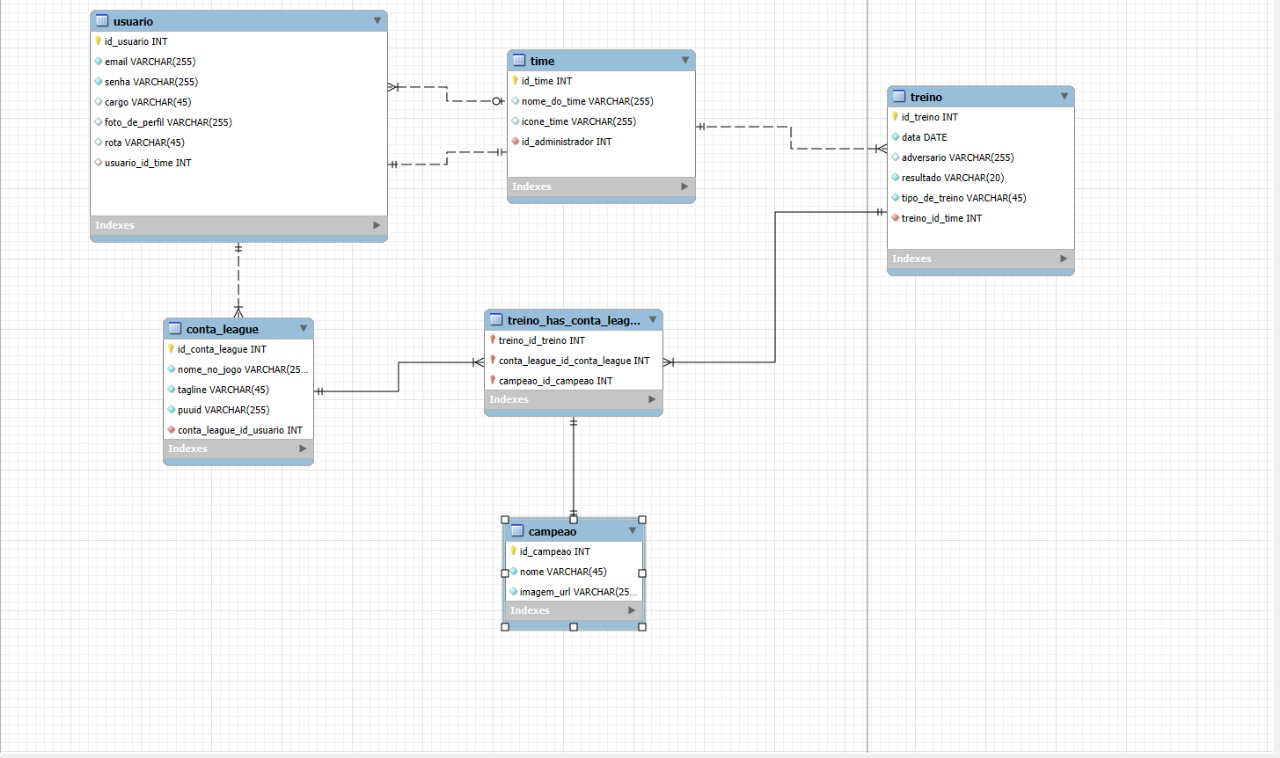 usuario
id_usuario INT
email VARCHAR(255)
senha VARCHAR(255)
cargo VARCHAR(45)
foto_de_perfil VARCHAR(255)
rota VARCHAR(45)
usuario_id_time INT
Indexes
time
id_time INT
nome_do_time VARCHAR(255)
icone_time VARCHAR(255)
id_administrador INT
Indexes
treino
id_treino INT
data DATE
adversario VARCHAR(255)
resultado VARCHAR(20)
tipo_de_treino VARCHAR(45)
treino_id_time INT
Indexes
conta_league
id_conta_league INT
nome_no_jogo VARCHAR(25...
tagline VARCHAR(45)
puuid VARCHAR(255)
conta_league_id_usuario INT
Indexes
treino_has_conta_leag...
treino_id_treino INT
conta_league_id_conta_league INT
campeao_id_campeao INT
Indexes
campeao
id_campeao INT
nome VARCHAR(45)
imagem_url VARCHAR(25...
Indexes